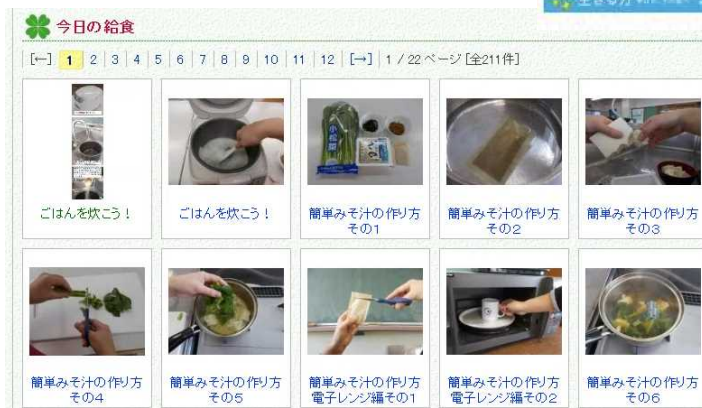 生きる力
今日の給食
[←] 1 2 3 4 5 6 7 8 9 10 11 12 [→] 1 / 22 ページ [全211件]
ごはんを炊こう！
ごはんを炊こう！
簡単みそ汁の作り方
その1
簡単みそ汁の作り方
その2
簡単みそ汁の作り方
その3
小松菜
簡単みそ汁の作り方
その4
簡単みそ汁の作り方
その5
簡単みそ汁の作り方
電子レンジ編その1
簡単みそ汁の作り方
電子レンジ編その2
簡単みそ汁の作り方
その6